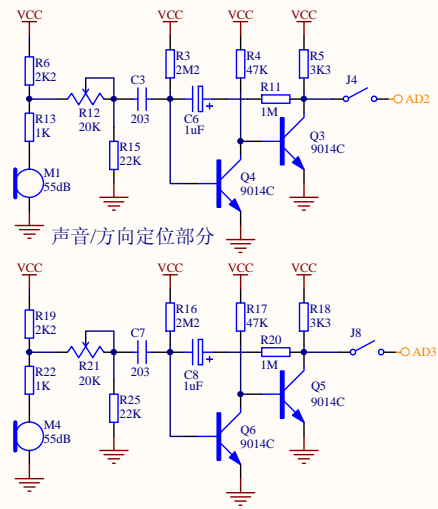 VCC VCC VCC VCC
R6
2K2
R3
2M2
R4
47K
R5
3K3
C3
203
R11
1M
J4
AD2
R13
1K
R12
20K
C6
1uF
Q3
9014C
R15
22K
M1
55dB
Q4
9014C
声音/方向定位部分
VCC VCC VCC VCC
R19
2K2
R16
2M2
R17
47K
R18
3K3
C7
203
R20
1M
J8
AD3
R22
1K
R21
20K
C8
1uF
Q5
9014C
R25
22K
M4
55dB
Q6
9014C